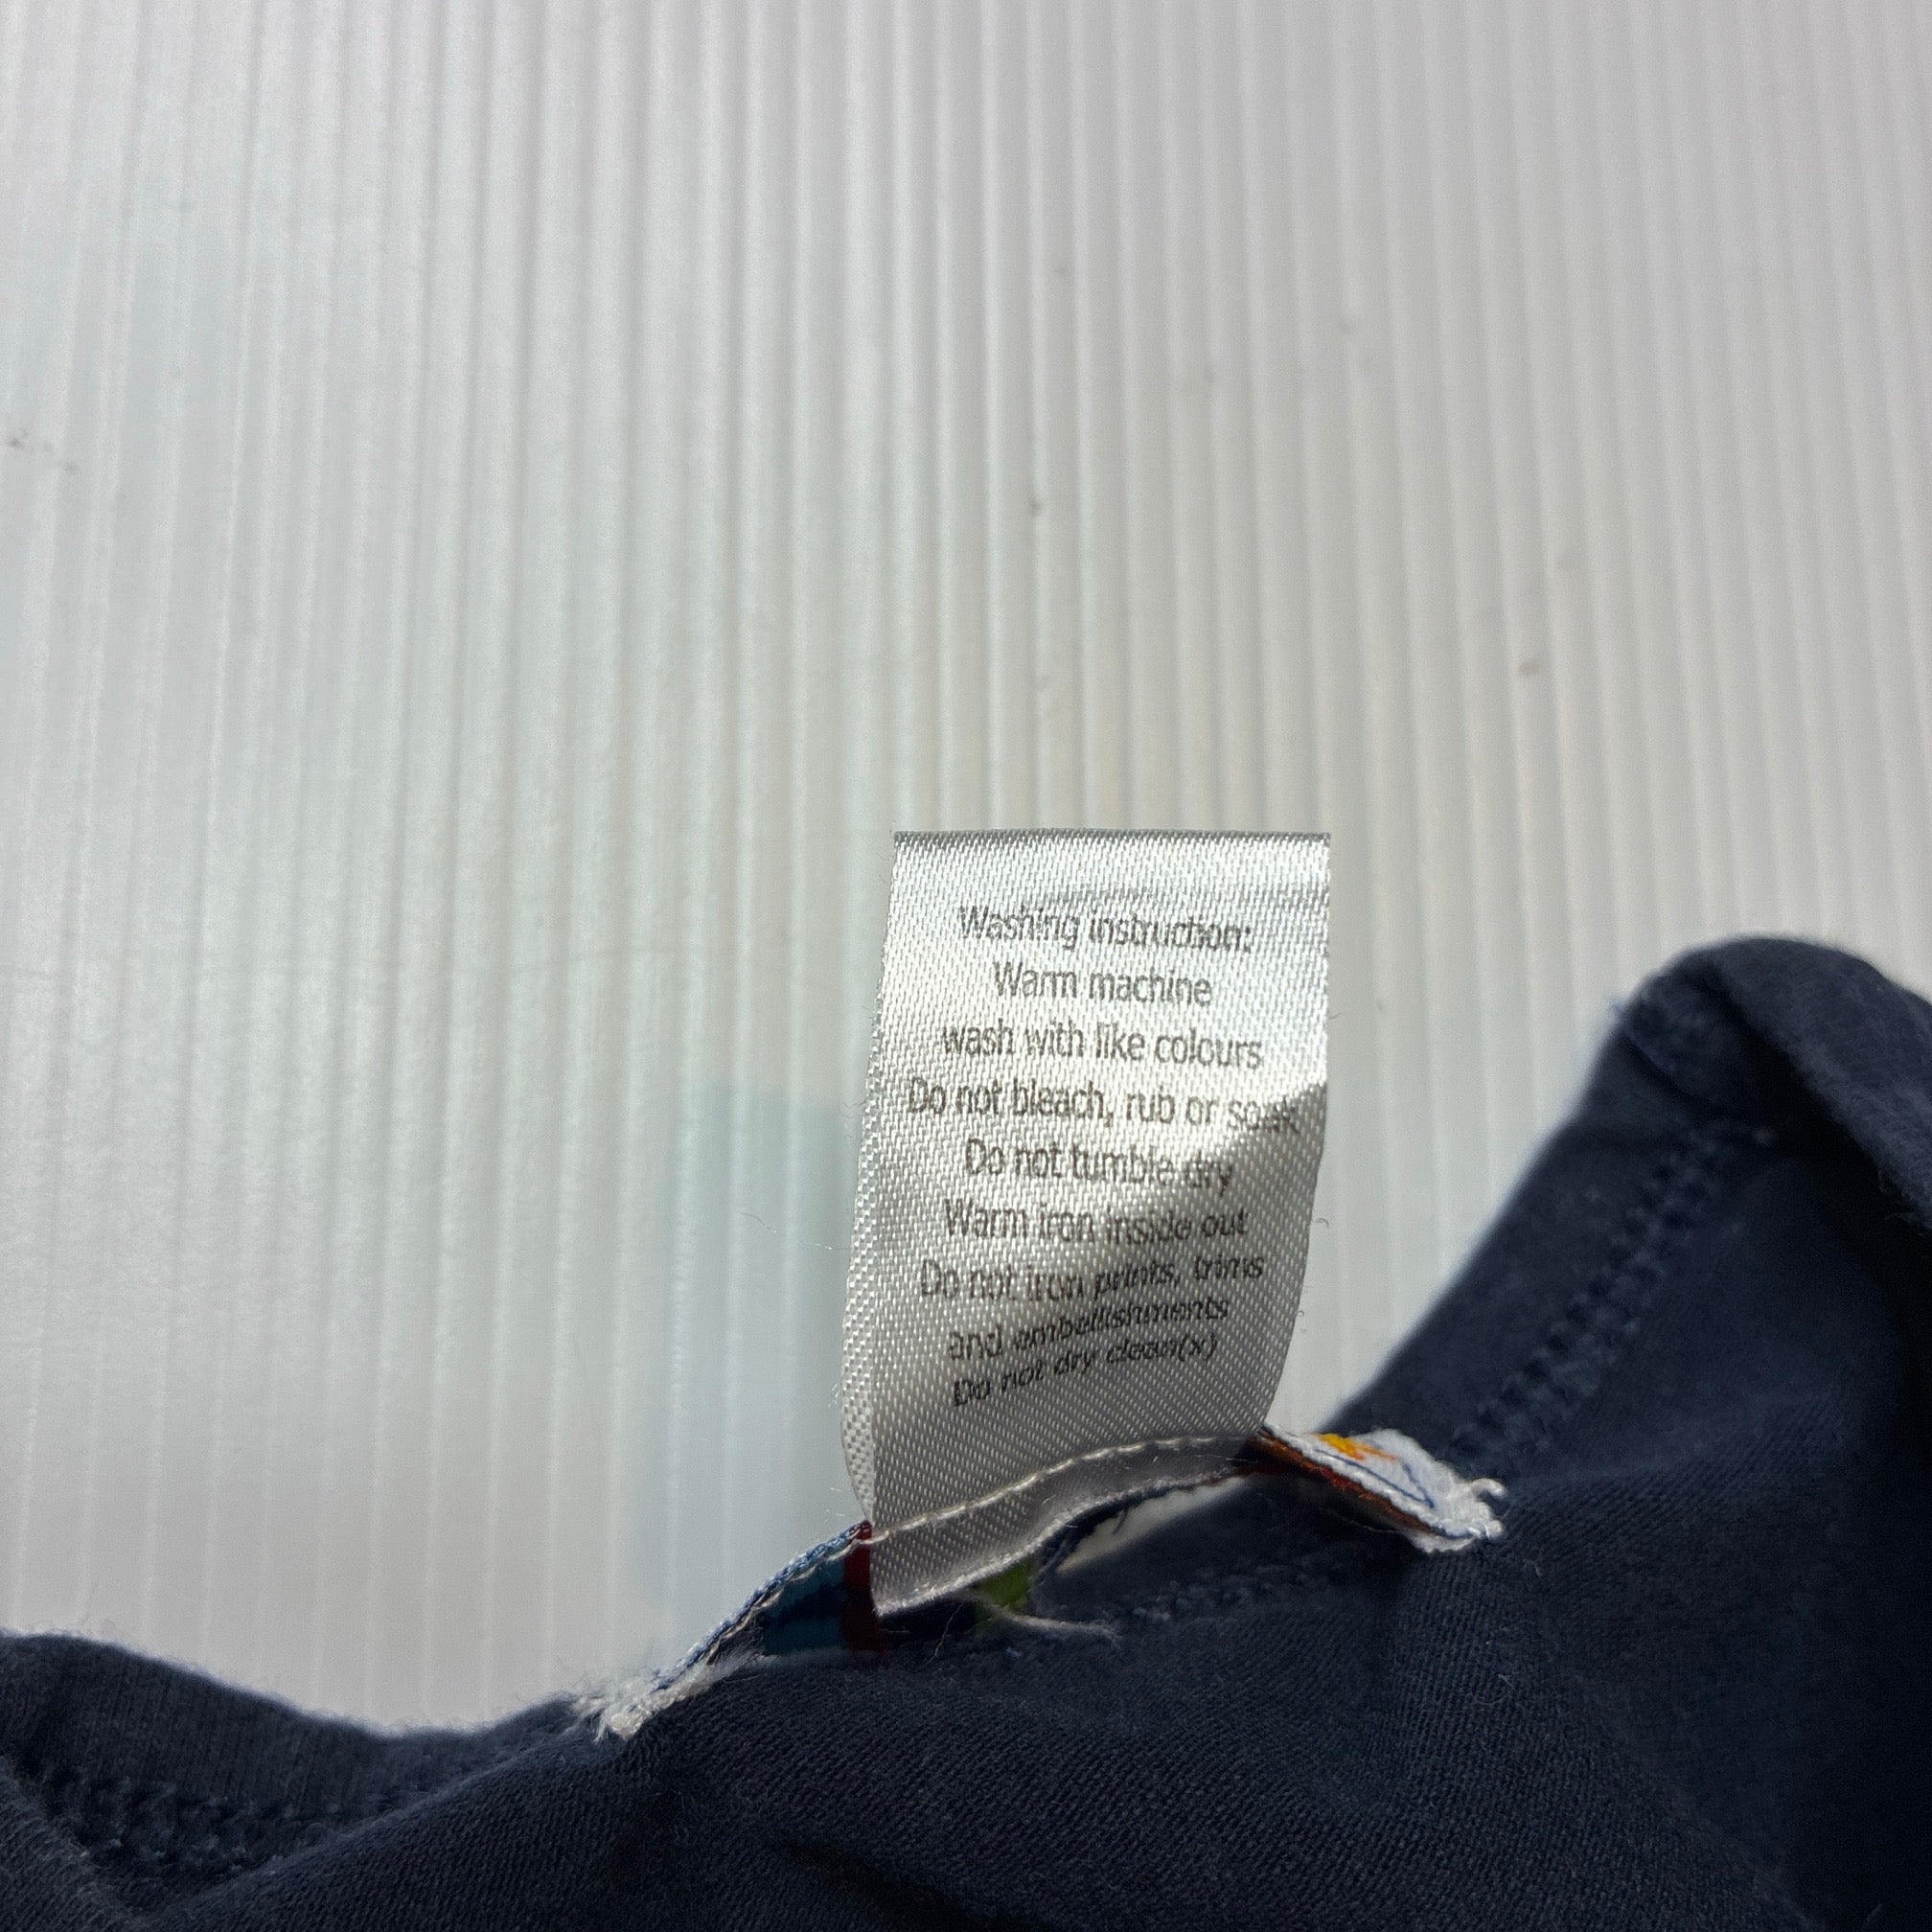 Washing instruction:
Warm machine
wash with like colours
Do not bleach, rub or soak
Do not tumble dry
Warm iron inside out
Do not iron prints, trims
and embellishments
Do not dry clean(x)